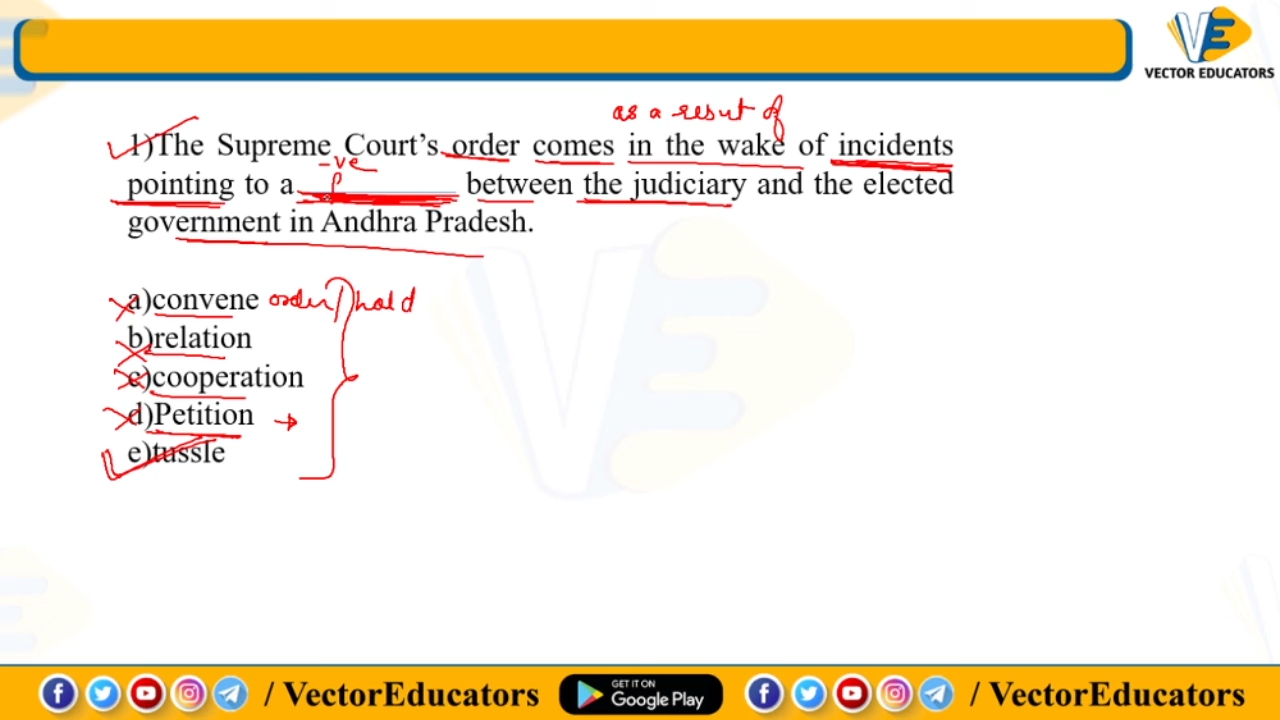 VE
VECTOR EDUCATORS
as a result of
1)The Supreme Court's order comes in the wake of incidents
-ve
pointing to a ________ between the judiciary and the elected
government in Andhra Pradesh.
a)convene order/hold
b)relation
c)cooperation
d)Petition
e)tussle
/ VectorEducators GET IT ON Google Play / VectorEducators